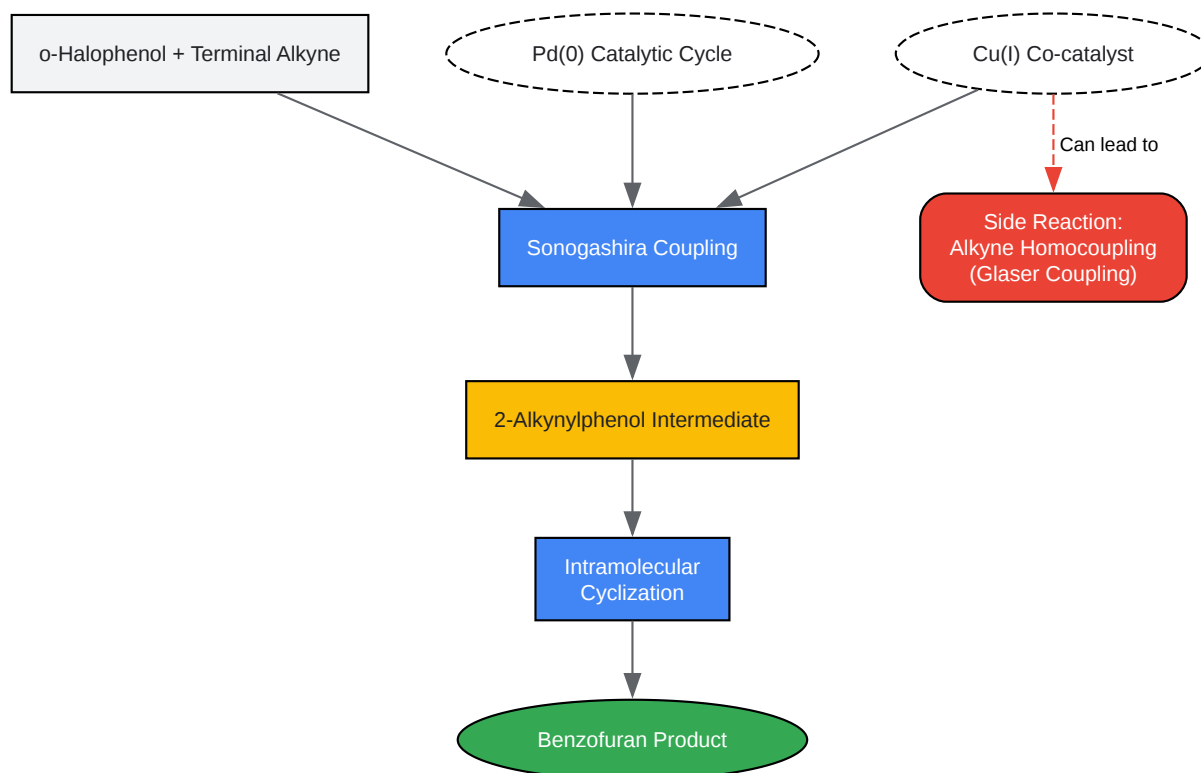 o-Halophenol + Terminal Alkyne
Pd(0) Catalytic Cycle
Cu(I) Co-catalyst
Can lead to
Sonogashira Coupling
Side Reaction:
Alkyne Homocoupling
(Glaser Coupling)
2-Alkynylphenol Intermediate
Intramolecular
Cyclization
Benzofuran Product